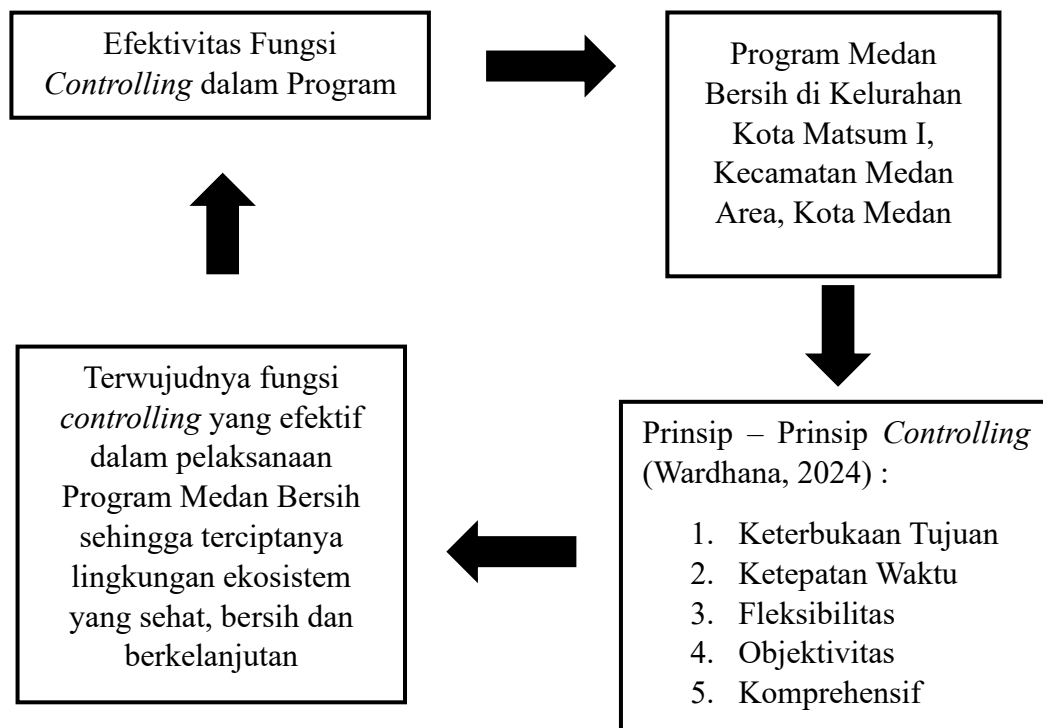 Efektivitas Fungsi
Controlling dalam Program
Program Medan
Bersih di Kelurahan
Kota Matsum I,
Kecamatan Medan
Area, Kota Medan
Prinsip – Prinsip Controlling
(Wardhana, 2024) :
1. Keterbukaan Tujuan
2. Ketepatan Waktu
3. Fleksibilitas
4. Objektivitas
5. Komprehensif
Terwujudnya fungsi
controlling yang efektif
dalam pelaksanaan
Program Medan Bersih
sehingga terciptanya
lingkungan ekosistem
yang sehat, bersih dan
berkelanjutan